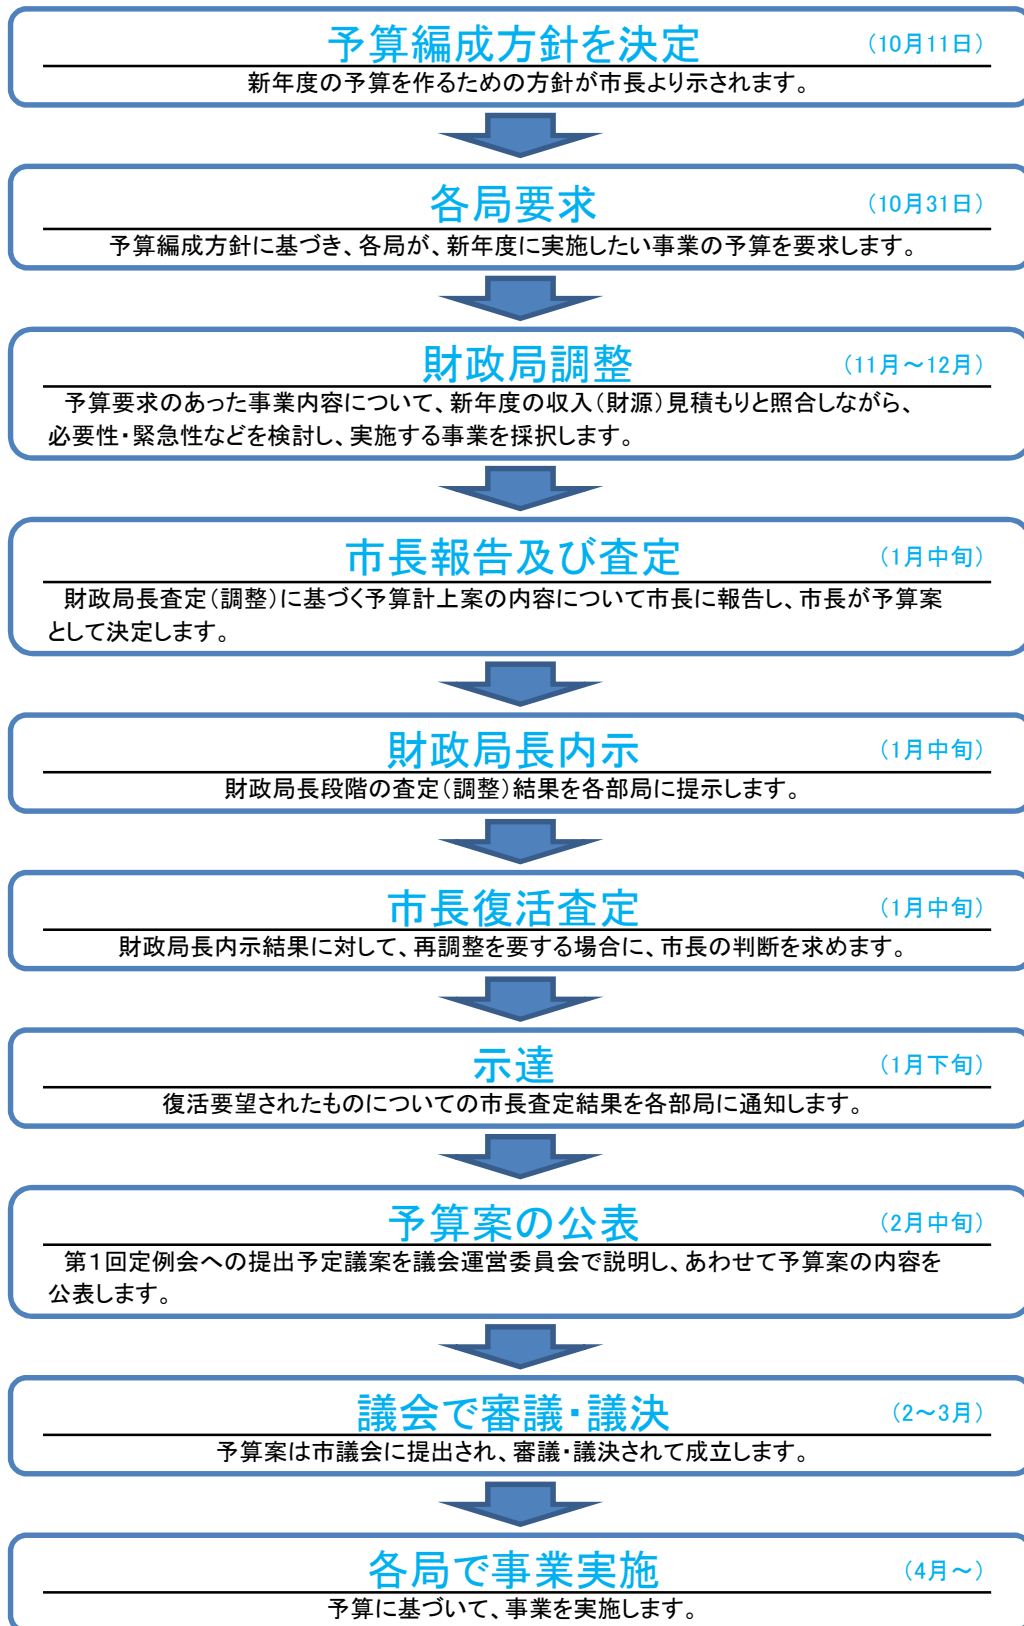 予算編成方針を決定 (10月11日)
新年度の予算を作るための方針が市長より示されます。
各局要求 (10月31日)
予算編成方針に基づき、各局が、新年度に実施したい事業の予算を要求します。
財政局調整 (11月～12月)
予算要求のあった事業内容について、新年度の収入(財源)見積もりと照合しながら、
必要性・緊急性などを検討し、実施する事業を採択します。
市長報告及び査定 (1月中旬)
財政局長査定(調整)に基づく予算計上案の内容について市長に報告し、市長が予算案
として決定します。
財政局長内示 (1月中旬)
財政局長段階の査定(調整)結果を各部局に提示します。
市長復活査定 (1月中旬)
財政局長内示結果に対して、再調整を要する場合に、市長の判断を求めます。
示達 (1月下旬)
復活要望されたものについての市長査定結果を各部局に通知します。
予算案の公表 (2月中旬)
第1回定例会への提出予定議案を議会運営委員会で説明し、あわせて予算案の内容を
公表します。
議会で審議・議決 (2～3月)
予算案は市議会に提出され、審議・議決されて成立します。
各局で事業実施 (4月～)
予算に基づいて、事業を実施します。